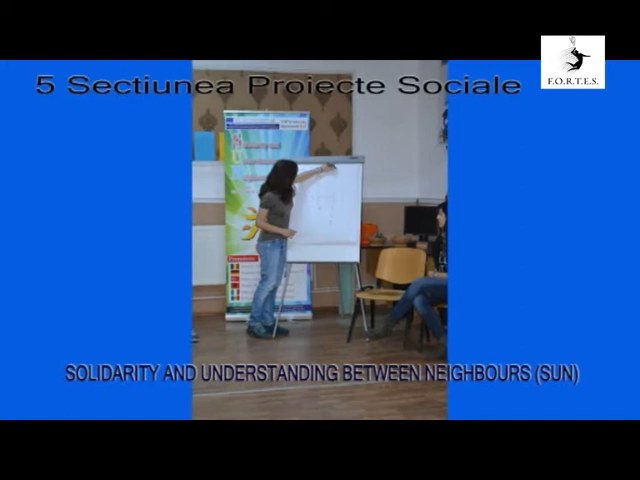 5 Sectiunea Proiecte Sociale
F.O.R.T.E.S.
SOLIDARITY AND UNDERSTANDING BETWEEN NEIGHBOURS (SUN)